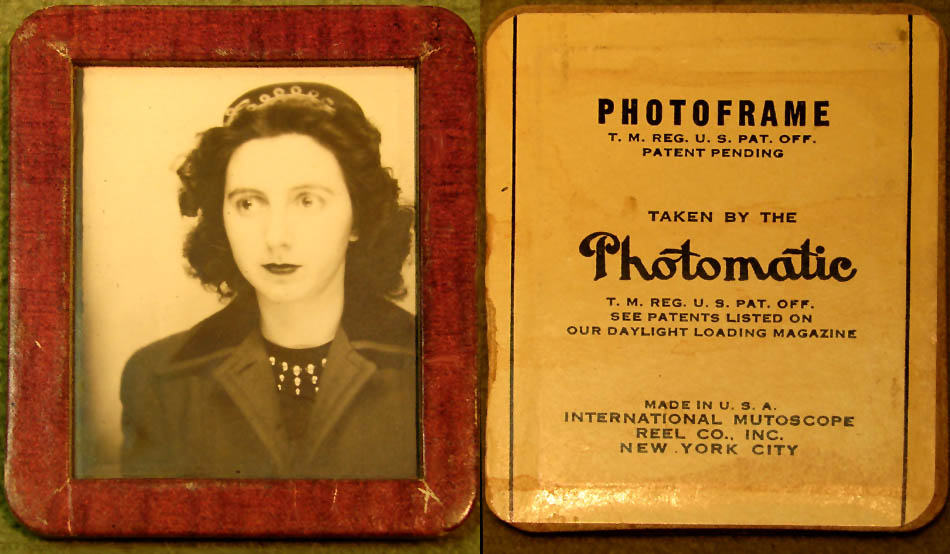 PHOTOFRAME
T. M. REG. U. S. PAT. OFF.
PATENT PENDING
TAKEN BY THE
Photomatic
T. M. REG. U. S. PAT. OFF.
SEE PATENTS LISTED ON
OUR DAYLIGHT LOADING MAGAZINE
MADE IN U. S. A.
INTERNATIONAL MUTOSCOPE
REEL CO., INC.
NEW YORK CITY